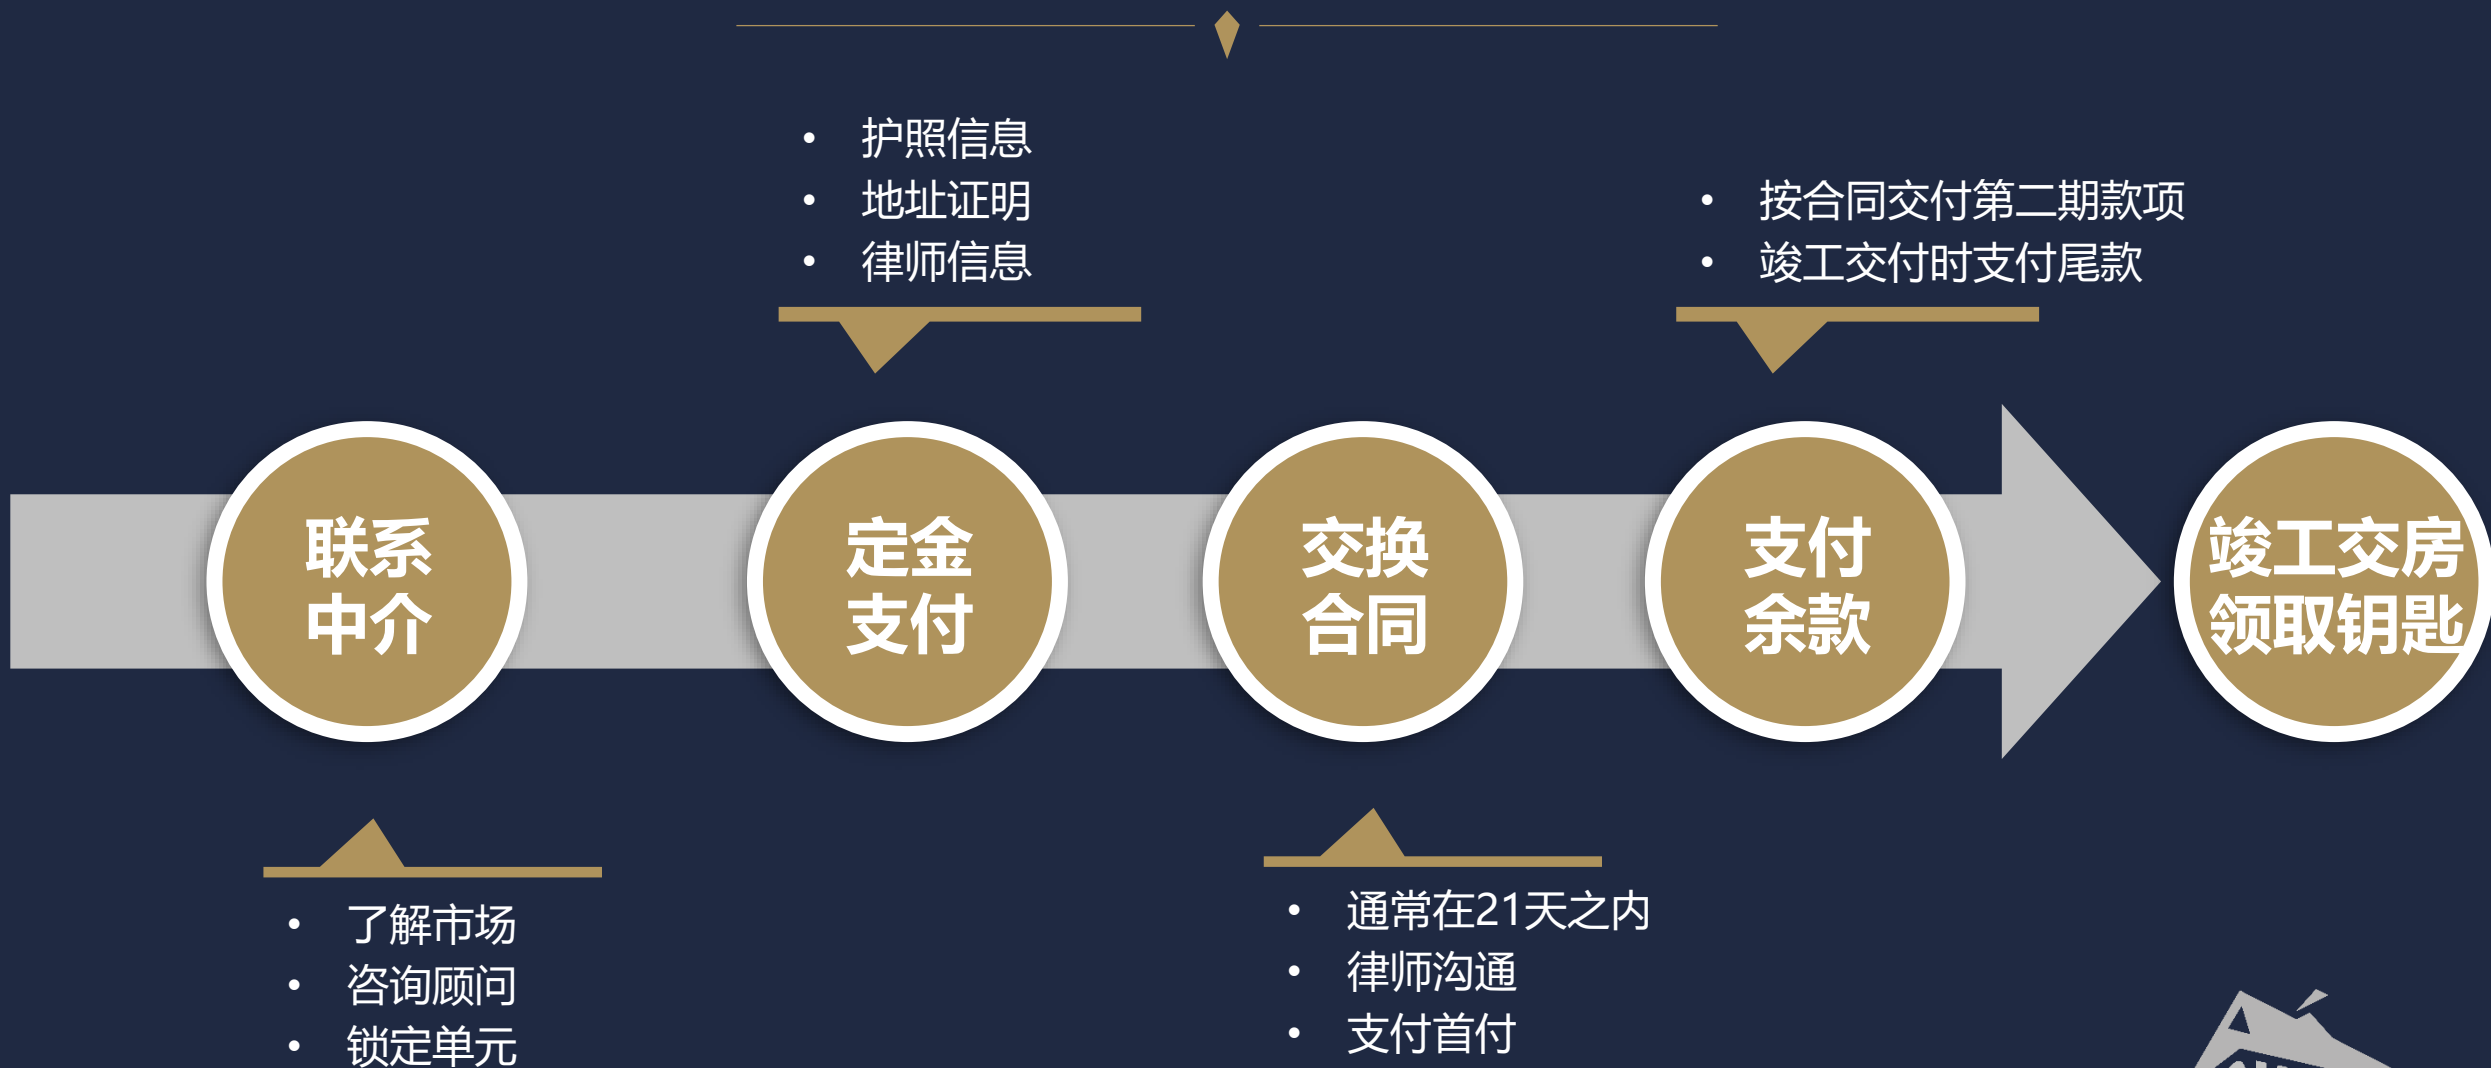 护照信息
地址证明
律师信息
按合同交付第二期款项
竣工交付时支付尾款
联系
中介
定金
支付
交换
合同
支付
余款
竣工交房
领取钥匙
了解市场
咨询顾问
锁定单元
通常在21天之内
律师沟通
支付首付